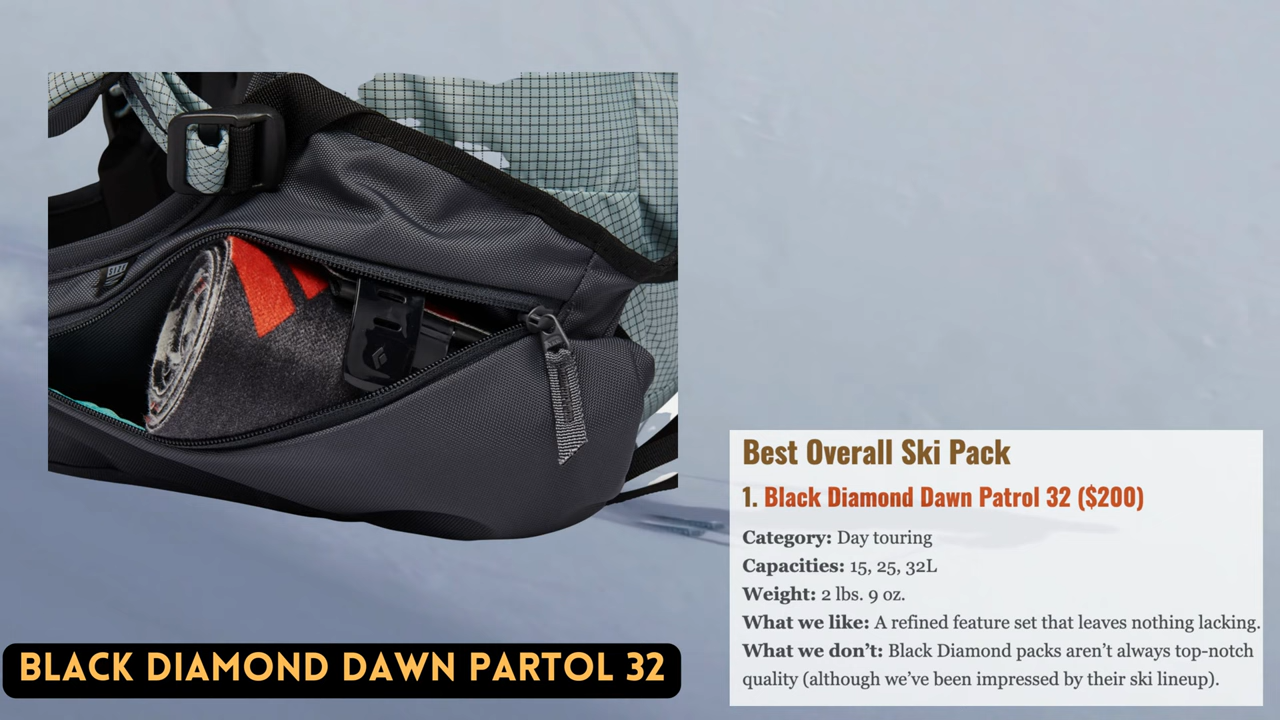 Best Overall Ski Pack
1. Black Diamond Dawn Patrol 32 ($200)
Category: Day touring
Capacities: 15, 25, 32L
Weight: 2 lbs. 9 oz.
What we like: A refined feature set that leaves nothing lacking.
What we don’t: Black Diamond packs aren’t always top-notch
quality (although we’ve been impressed by their ski lineup).
BLACK DIAMOND DAWN PARTOL 32